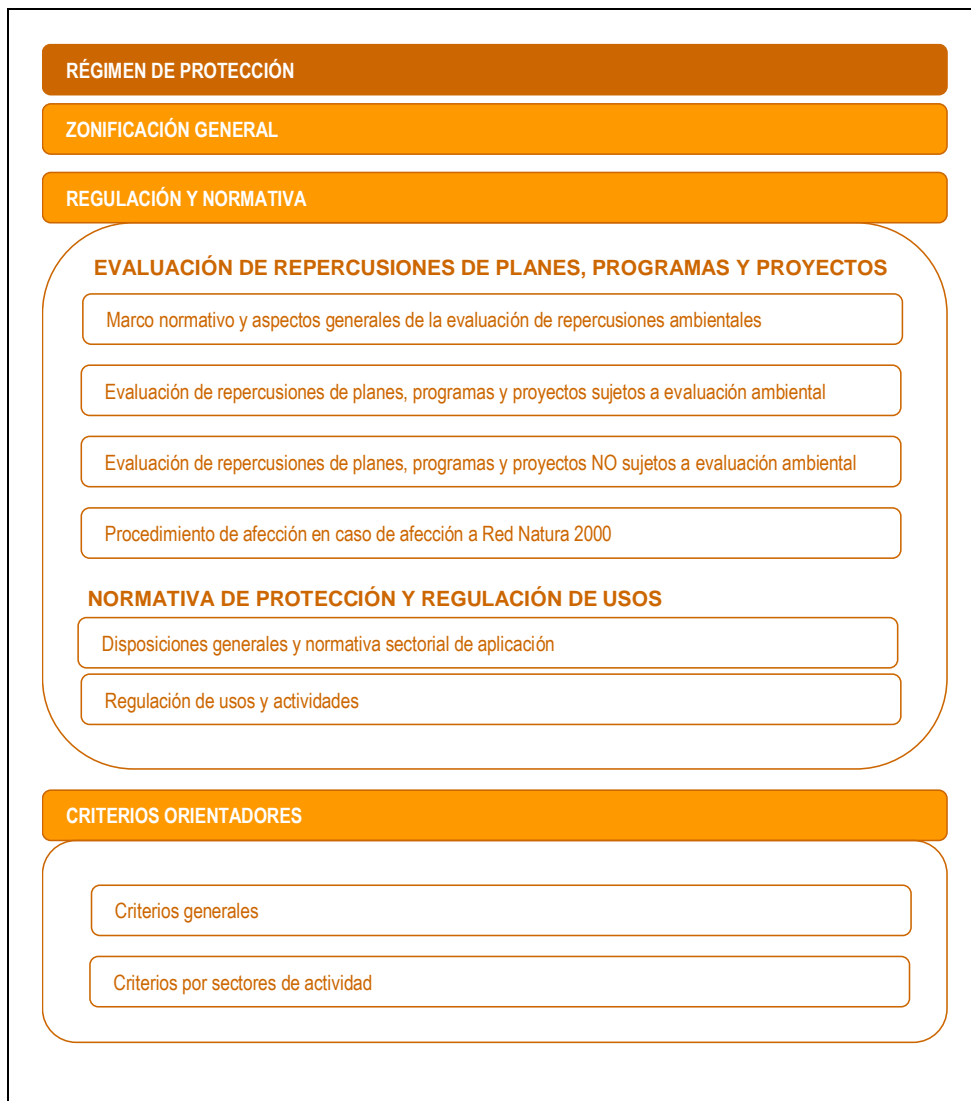 RÉGIMEN DE PROTECCIÓN
ZONIFICACIÓN GENERAL
REGULACIÓN Y NORMATIVA
EVALUACIÓN DE REPERCUSIONES DE PLANES, PROGRAMAS Y PROYECTOS
Marco normativo y aspectos generales de la evaluación de repercusiones ambientales
Evaluación de repercusiones de planes, programas y proyectos sujetos a evaluación ambiental
Evaluación de repercusiones de planes, programas y proyectos NO sujetos a evaluación ambiental
Procedimiento de afección en caso de afección a Red Natura 2000
NORMATIVA DE PROTECCIÓN Y REGULACIÓN DE USOS
Disposiciones generales y normativa sectorial de aplicación
Regulación de usos y actividades
CRITERIOS ORIENTADORES
Criterios generales
Criterios por sectores de actividad